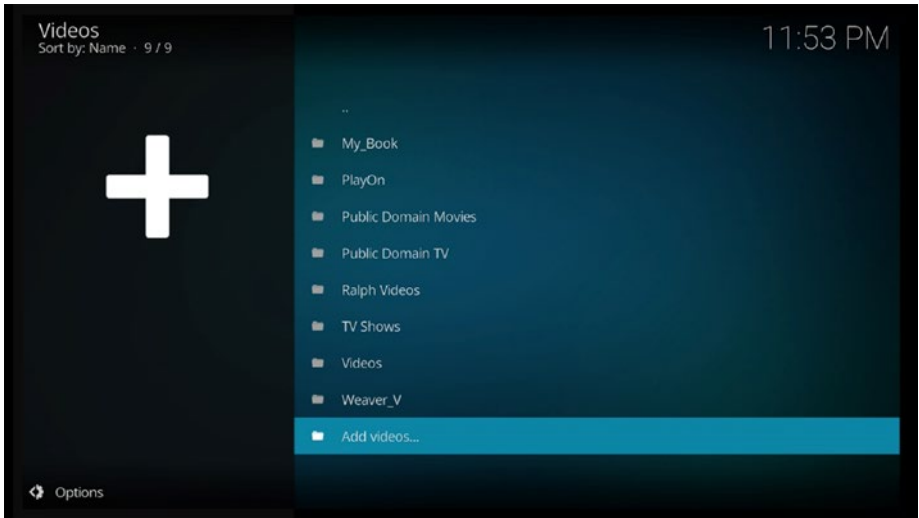 Videos
Sort by: Name · 9 / 9
11:53 PM
..
My_Book
PlayOn
Public Domain Movies
Public Domain TV
Ralph Videos
TV Shows
Videos
Weaver_V
Add videos...
Options